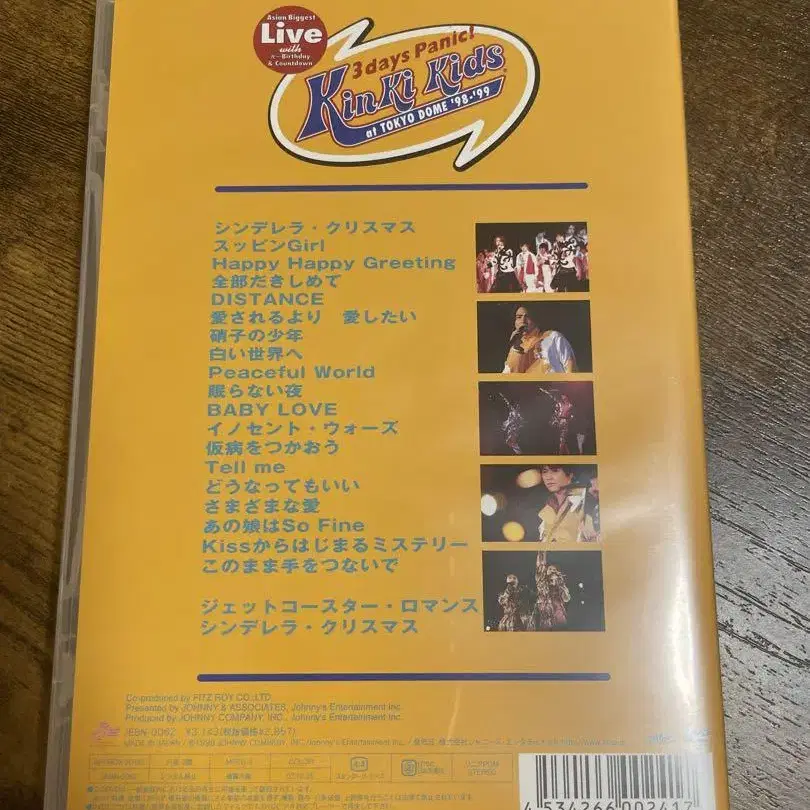 Asian Biggest
Live
with
Birthday
& Countdown
3 days Panic!
KinKi Kids
at TOKYO DOME '98-'99
シンデレラ・クリスマス
スッピンGirl
Happy Happy Greeting
全部だきしめて
DISTANCE
愛されるより 愛したい
硝子の少年
白い世界へ
Peaceful World
眠らない夜
BABY LOVE
イノセント・ウォーズ
仮病をつかおう
Tell me
どうなってもいい
さまざまな愛
あの娘はSo Fine
Kissからはじまるミステリー
このまま手をつないで
ジェットコースター・ロマンス
シンデレラ・クリスマス
Co-produced by FITZ ROY CO.,LTD.
Presented by JOHNNY & ASSOCIATES, Johnny's Entertainment Inc.
Produced by JOHNNY COMPANY, INC., Johnny's Entertainment Inc.
COLOR
STEREO